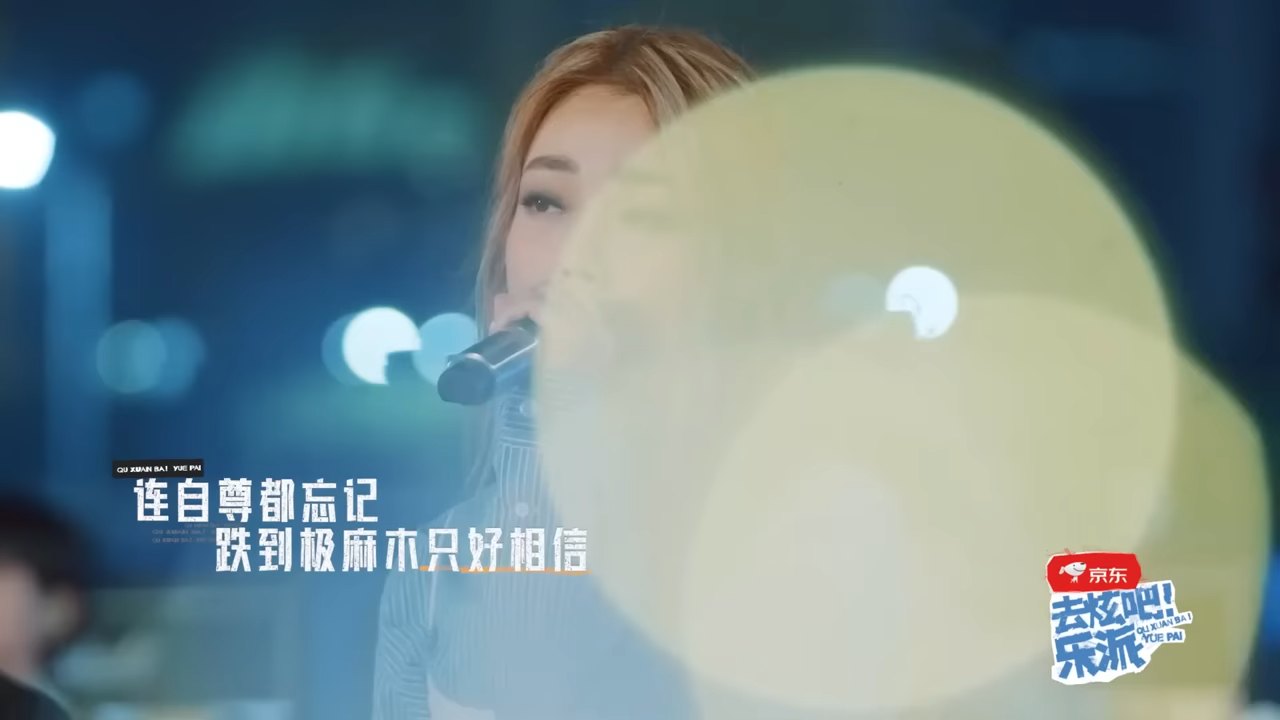 QU XUAN BA! YUE PAI
连自尊都忘记
跌到极麻木只好相信
京东
去炫吧!
QU XUAN BA!
乐派
YUE PAI